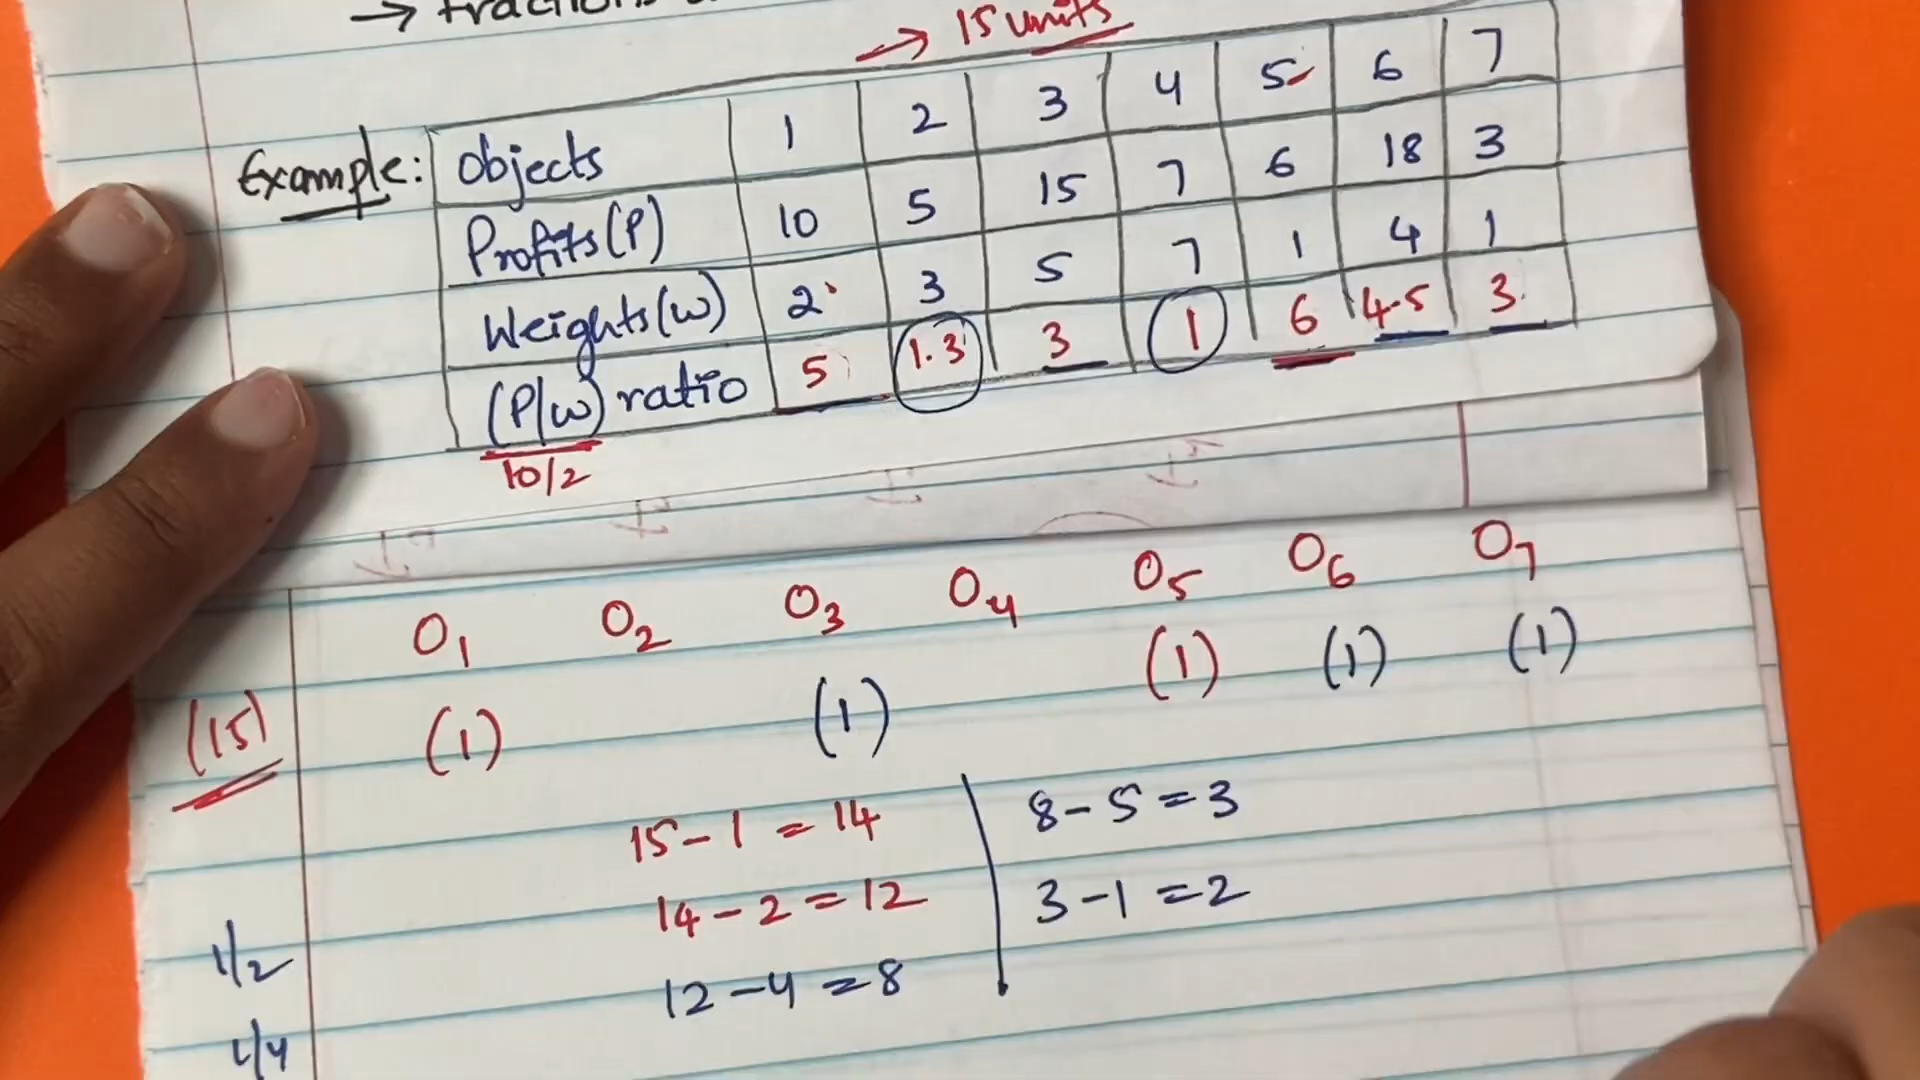 → fractions
→ 15 units
Example: Objects 1 2 3 4 5 6 7
Profits(P) 10 5 15 7 6 18 3
Weights(w) 2 3 5 7 1 4 1
(P/w) ratio 5 1.3 3 1 6 4.5 3
10/2
O1 O2 O3 O4 O5 O6 O7
(15) (1) (1) (1) (1) (1)
15-1 = 14 8-5=3
14-2=12 3-1=2
1/2 12-4=8
1/4